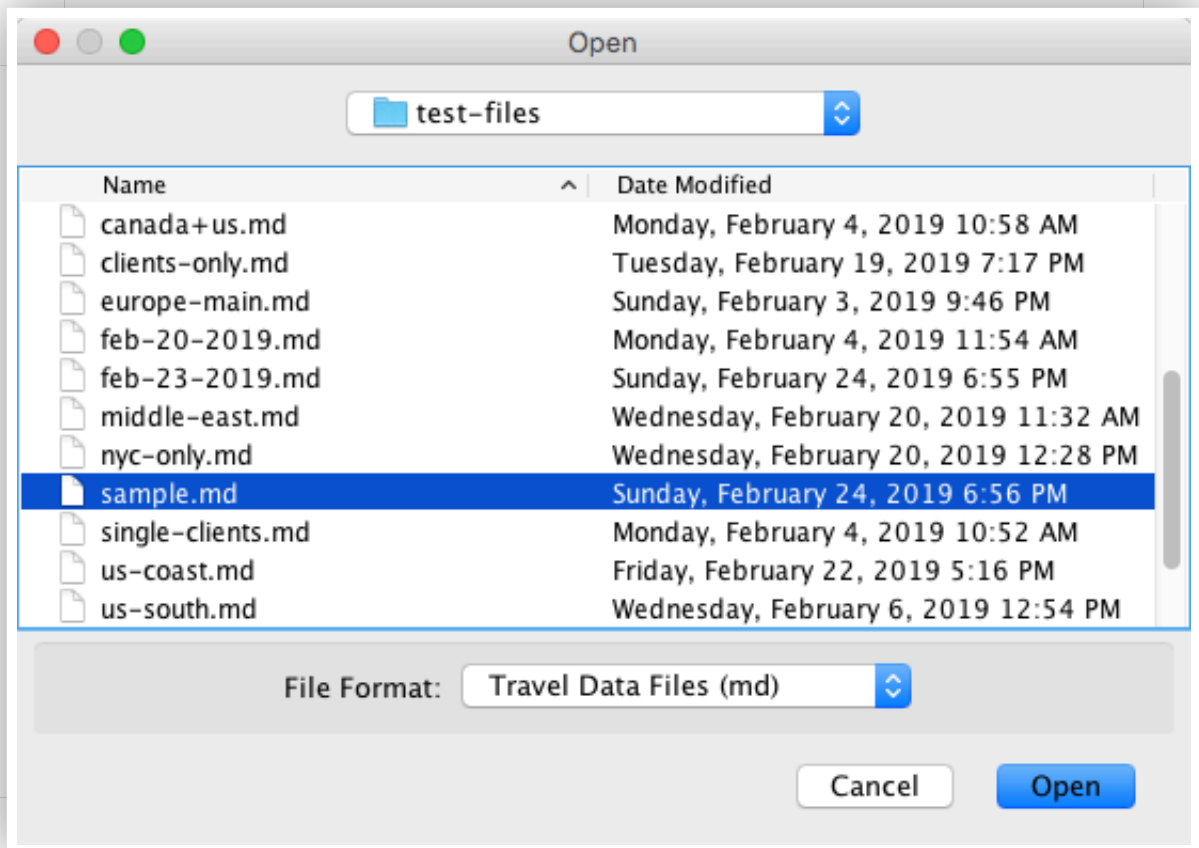 Open
test-files
Name Date Modified
canada+us.md Monday, February 4, 2019 10:58 AM
clients-only.md Tuesday, February 19, 2019 7:17 PM
europe-main.md Sunday, February 3, 2019 9:46 PM
feb-20-2019.md Monday, February 4, 2019 11:54 AM
feb-23-2019.md Sunday, February 24, 2019 6:55 PM
middle-east.md Wednesday, February 20, 2019 11:32 AM
nyc-only.md Wednesday, February 20, 2019 12:28 PM
sample.md Sunday, February 24, 2019 6:56 PM
single-clients.md Monday, February 4, 2019 10:52 AM
us-coast.md Friday, February 22, 2019 5:16 PM
us-south.md Wednesday, February 6, 2019 12:54 PM
File Format: Travel Data Files (md)
Cancel Open